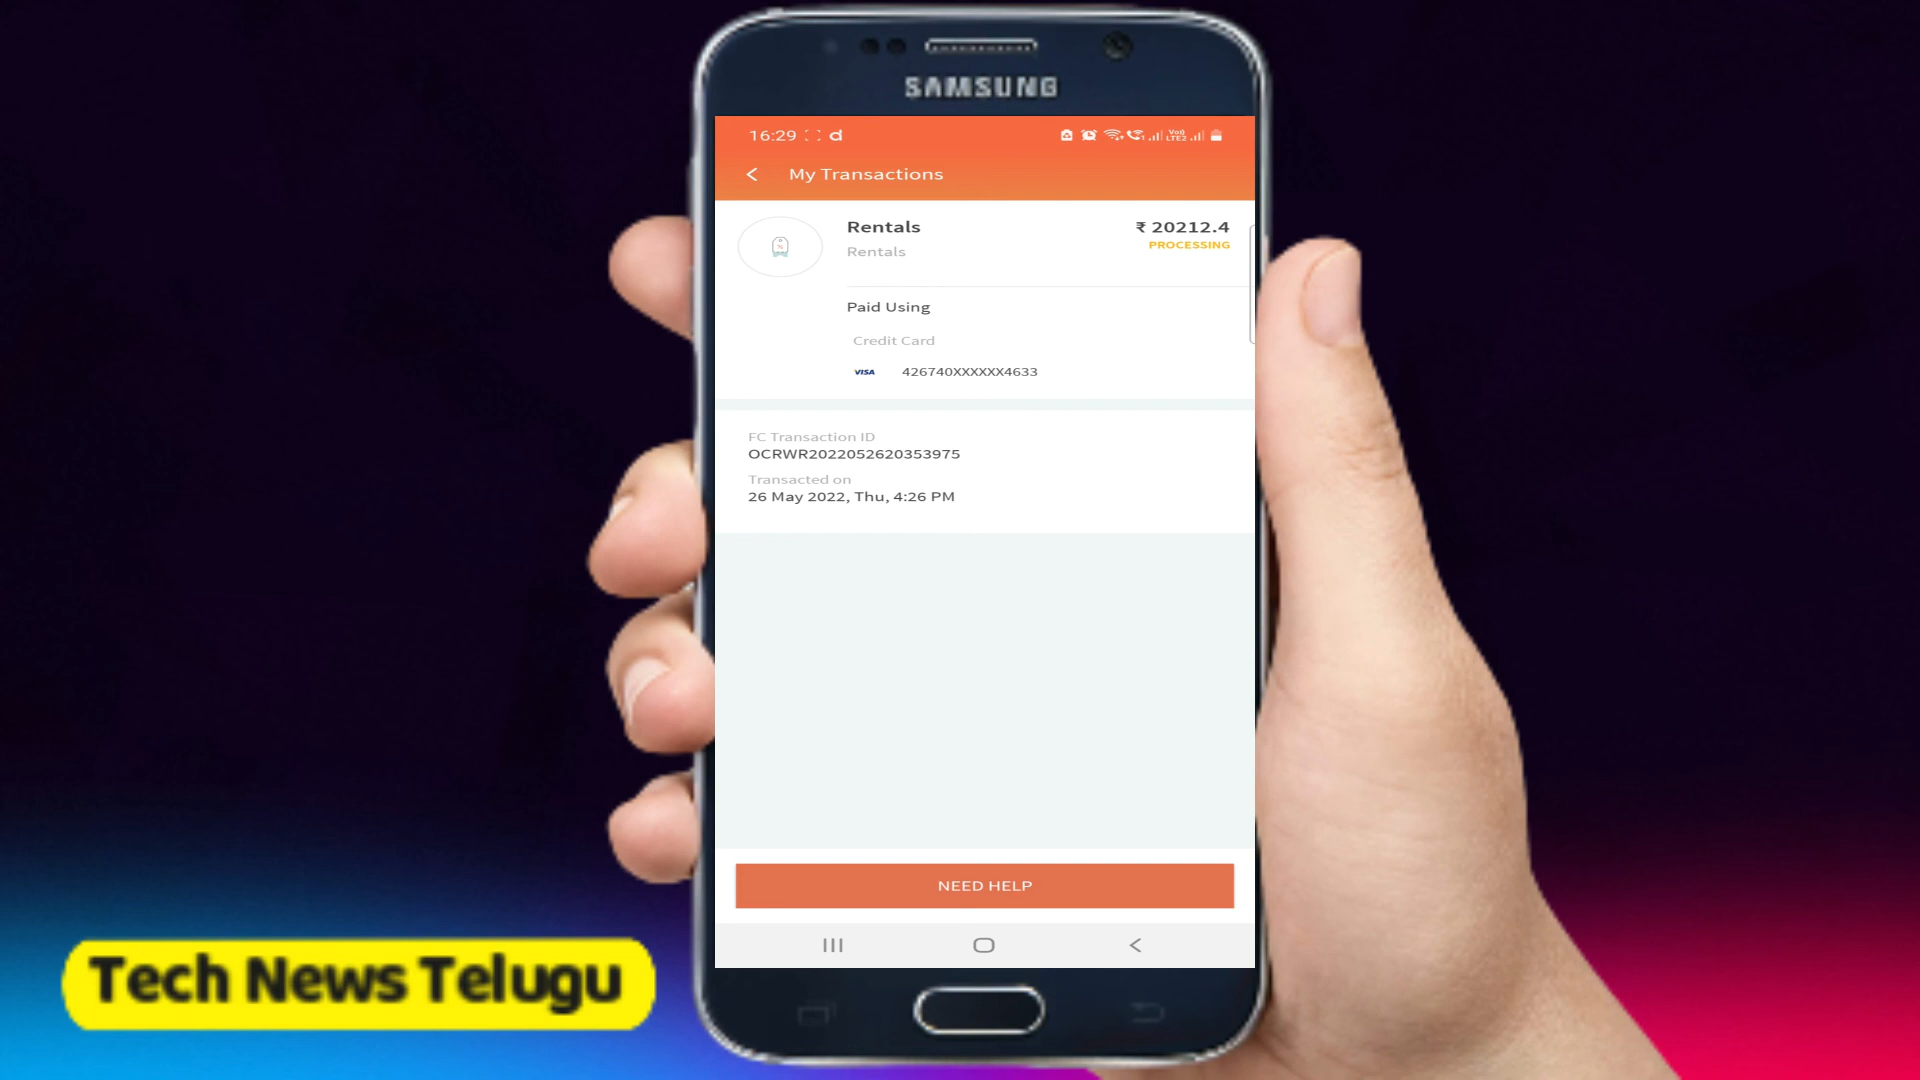 SAMSUNG
16:29
My Transactions
Rentals
₹ 20212.4
Rentals
PROCESSING
Paid Using
Credit Card
VISA 426740XXXXXX4633
FC Transaction ID
OCRWR2022052620353975
Transacted on
26 May 2022, Thu, 4:26 PM
NEED HELP
Tech News Telugu